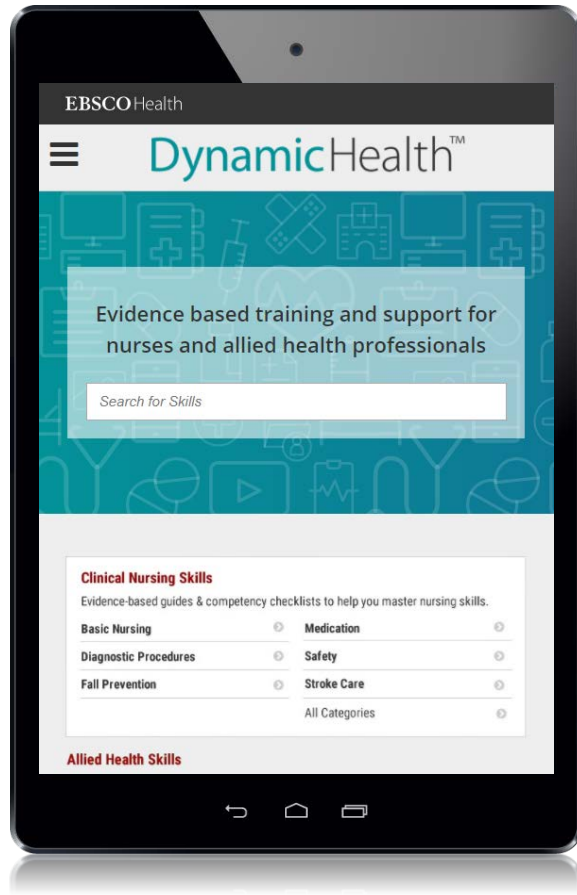 EBSCO Health
DynamicHealth™
Evidence based training and support for
nurses and allied health professionals
Search for Skills
Clinical Nursing Skills
Evidence-based guides & competency checklists to help you master nursing skills.
Basic Nursing
Medication
Diagnostic Procedures
Safety
Fall Prevention
Stroke Care
All Categories
Allied Health Skills